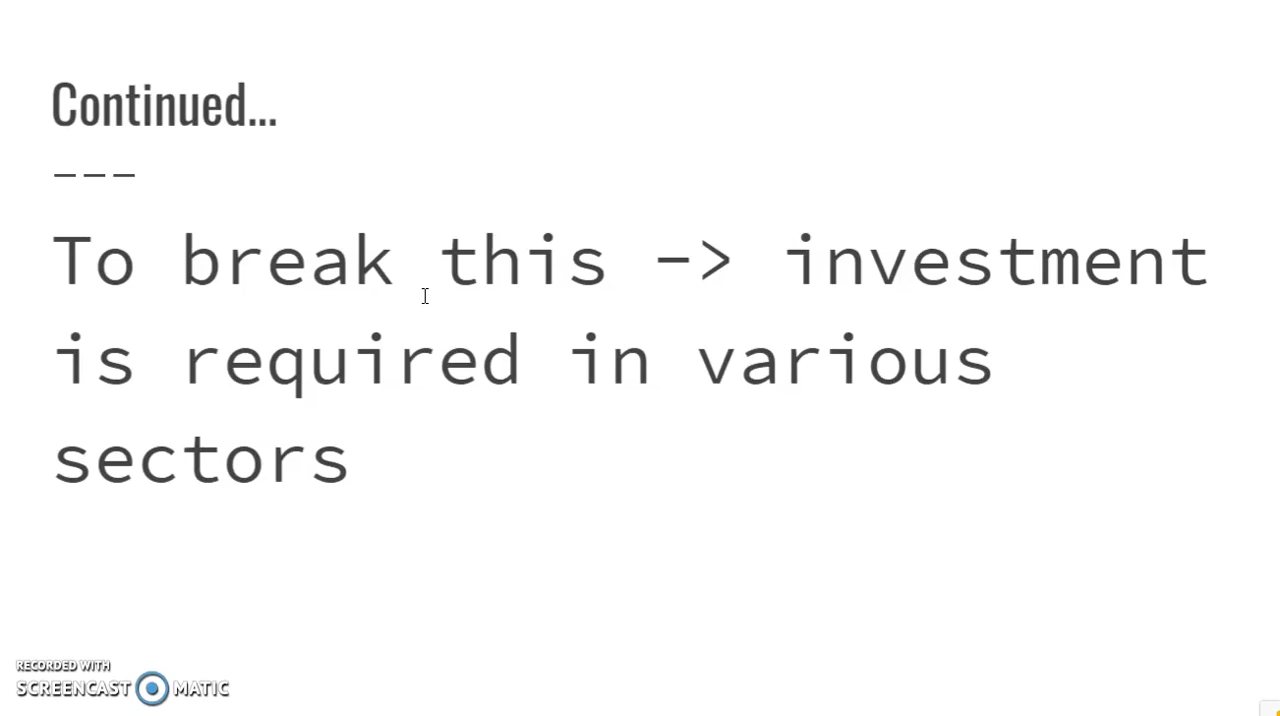 Continued...
---
To break this -> investment
is required in various
sectors
RECORDED WITH
SCREENCAST MATIC